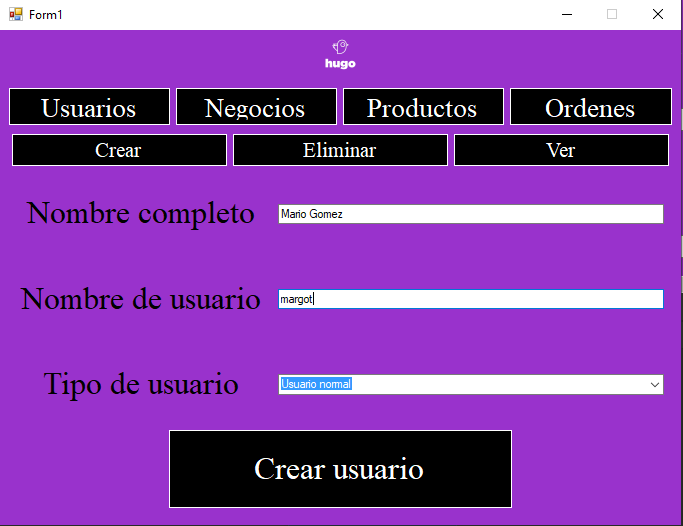 Form1
hugo
Usuarios Negocios Productos Ordenes
Crear Eliminar Ver
Nombre completo Mario Gomez
Nombre de usuario margot
Tipo de usuario Usuario normal
Crear usuario